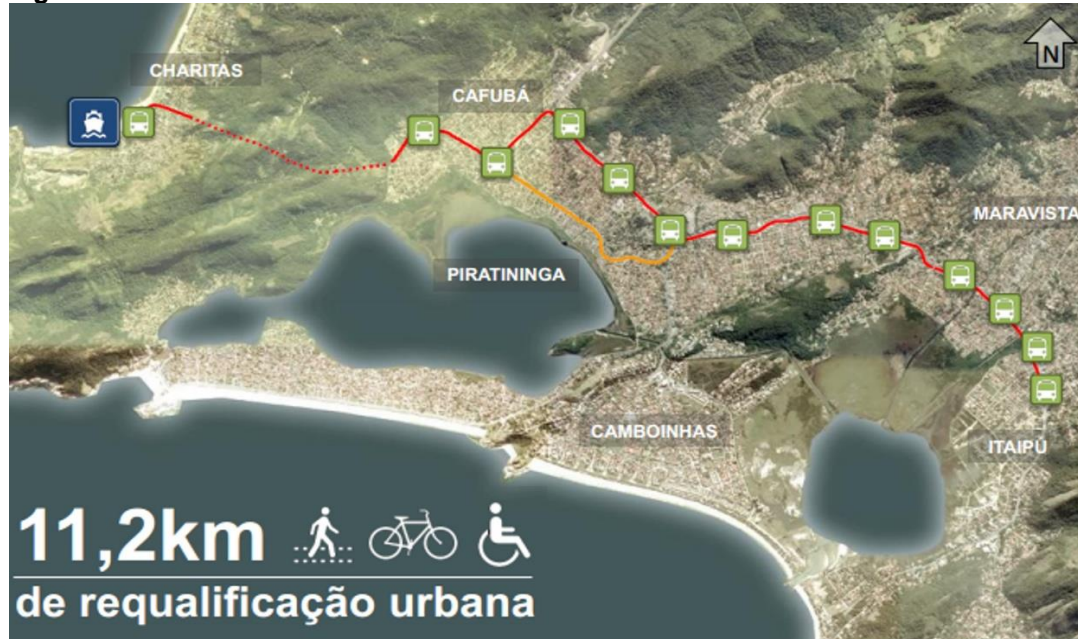 N
CHARITAS
CAFUBÁ
MARAVISTA
PIRATININGA
CAMBOINHAS
ITAIPÚ
11,2km
de requalificação urbana